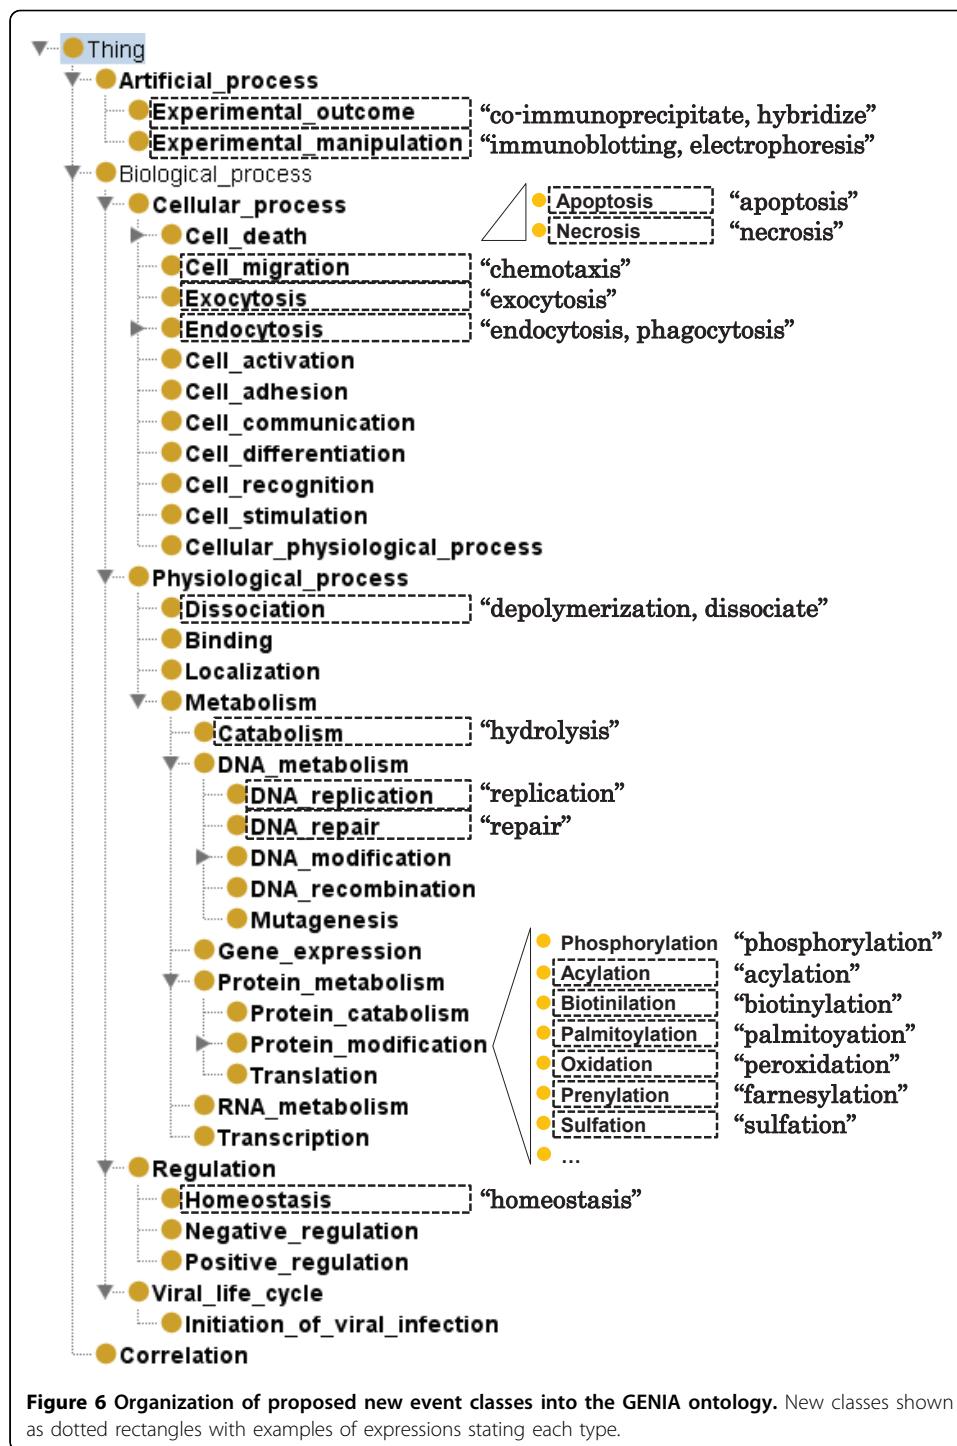 Thing
Artificial_process
Experimental_outcome “co-immunoprecipitate, hybridize”
Experimental_manipulation “immunoblotting, electrophoresis”
Biological_process
Cellular_process
Apoptosis “apoptosis”
Cell_death
Necrosis “necrosis”
Cell_migration “chemotaxis”
Exocytosis “exocytosis”
Endocytosis “endocytosis, phagocytosis”
Cell_activation
Cell_adhesion
Cell_communication
Cell_differentiation
Cell_recognition
Cell_stimulation
Cellular_physiological_process
Physiological_process
Dissociation “depolymerization, dissociate”
Binding
Localization
Metabolism
Catabolism “hydrolysis”
DNA_metabolism
DNA_replication “replication”
DNA_repair “repair”
DNA_modification
DNA_recombination
Mutagenesis
Gene_expression
Protein_metabolism
Protein_catabolism
Protein_modification
Translation
RNA_metabolism
Transcription
Phosphorylation “phosphorylation”
Acylation “acylation”
Biotinilation “biotinylation”
Palmitoylation “palmitoyation”
Oxidation “peroxidation”
Prenylation “farnesylation”
Sulfation “sulfation”
...
Regulation
Homeostasis “homeostasis”
Negative_regulation
Positive_regulation
Viral_life_cycle
Initiation_of_viral_infection
Correlation
Figure 6 Organization of proposed new event classes into the GENIA ontology. New classes shown
as dotted rectangles with examples of expressions stating each type.